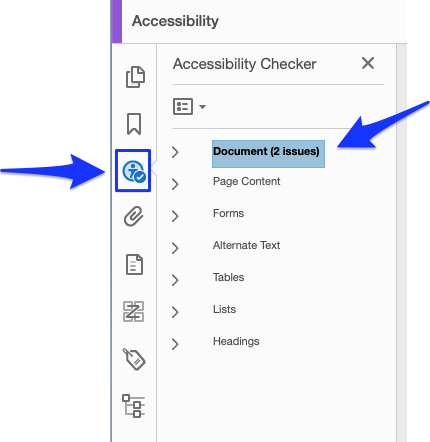 Accessibility
Accessibility Checker
Document (2 issues)
Page Content
Forms
Alternate Text
Tables
Lists
Headings